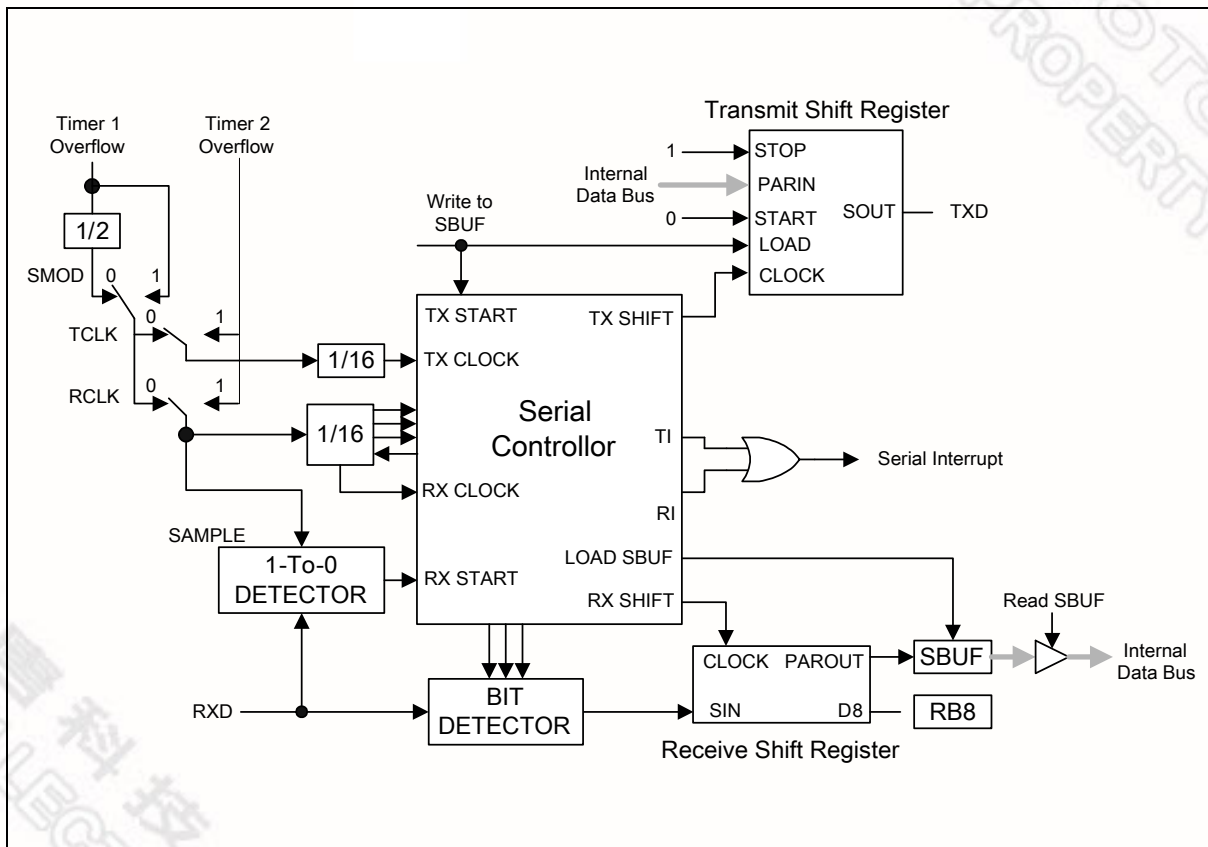 Timer 1
Overflow
Timer 2
Overflow
1/2
SMOD
0
1
TCLK
0
1
RCLK
0
1
1/16
1/16
SAMPLE
1-To-0
DETECTOR
RXD
Write to
SBUF
Transmit Shift Register
1
STOP
Internal
Data Bus
PARIN
0
START
LOAD
CLOCK
SOUT
TXD
TX START
TX SHIFT
TX CLOCK
Serial
Controllor
TI
RX CLOCK
RI
Serial Interrupt
LOAD SBUF
RX START
RX SHIFT
BIT
DETECTOR
CLOCK
PAROUT
SIN
D8
Receive Shift Register
SBUF
RB8
Read SBUF
Internal
Data Bus
PROPERTY
科技